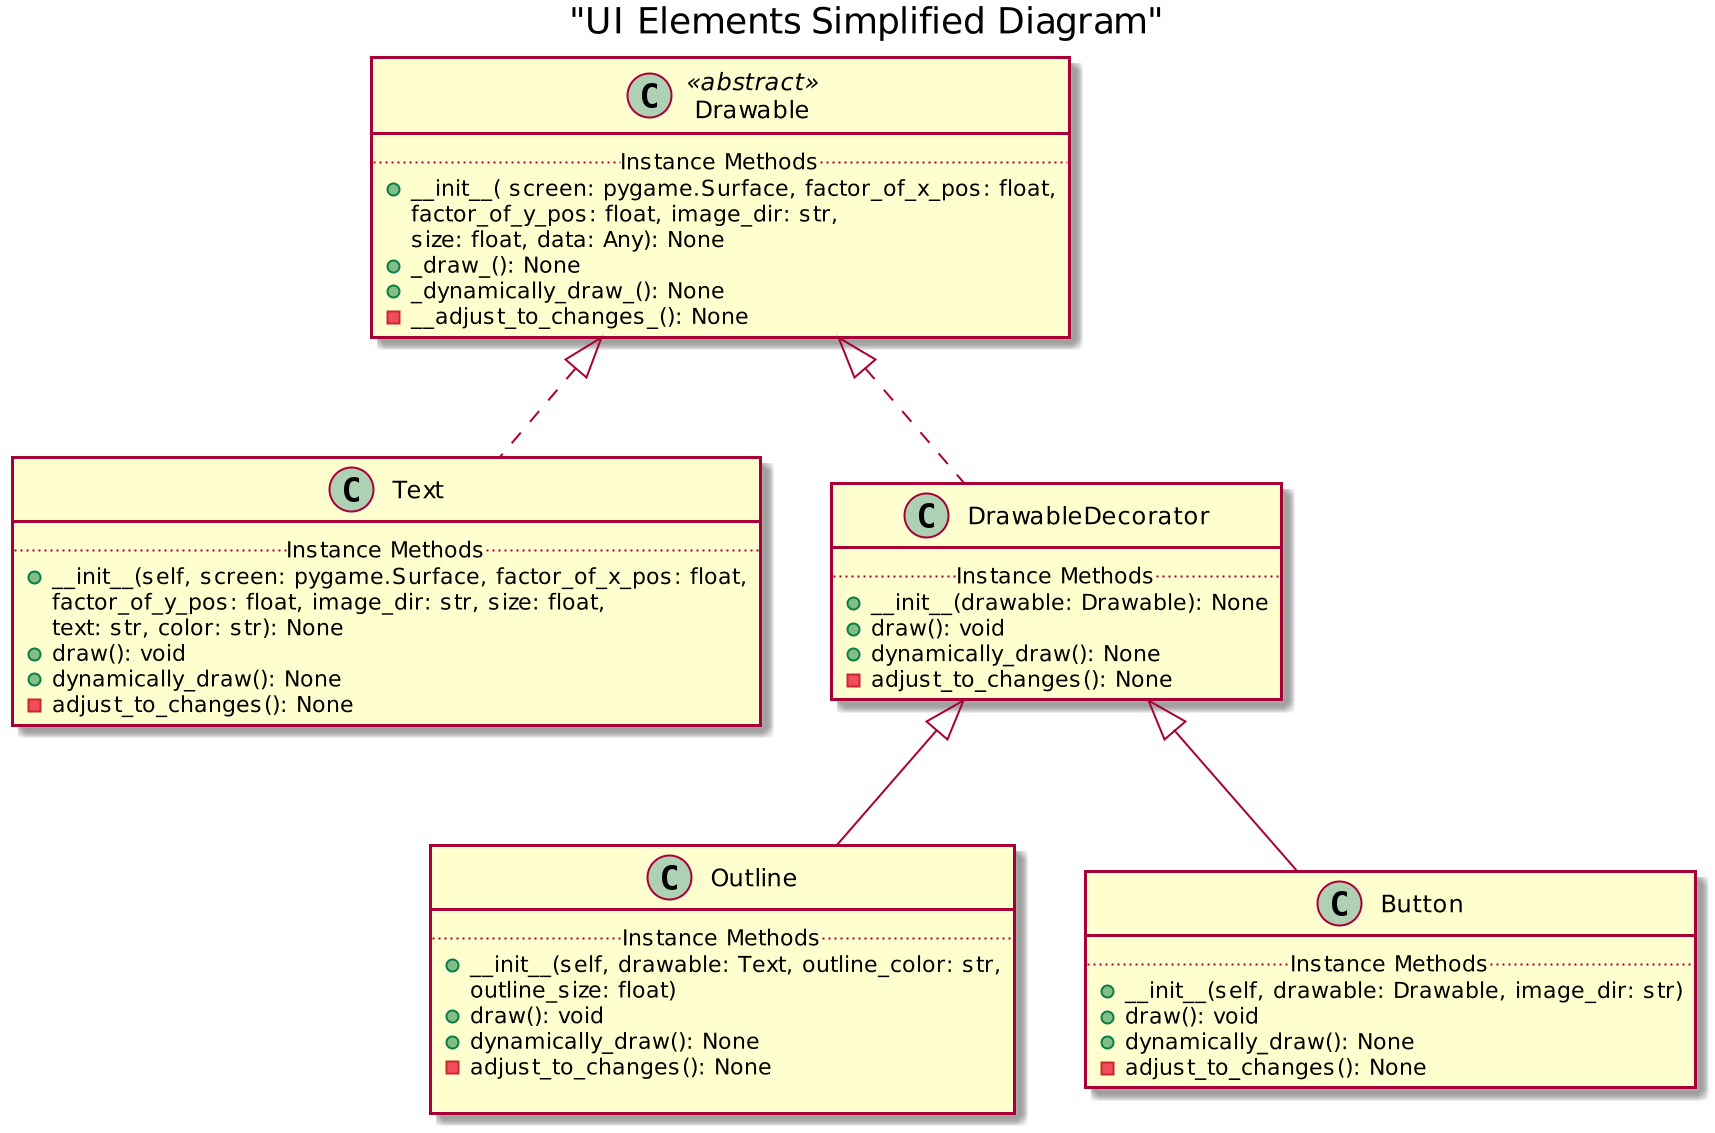 "UI Elements Simplified Diagram"
C
«abstract»
Drawable
Instance Methods
__init__( screen: pygame.Surface, factor_of_x_pos: float,
factor_of_y_pos: float, image_dir: str,
size: float, data: Any): None
_draw_(): None
_dynamically_draw_(): None
__adjust_to_changes_(): None
C Text
Instance Methods
__init__(self, screen: pygame.Surface, factor_of_x_pos: float,
factor_of_y_pos: float, image_dir: str, size: float,
text: str, color: str): None
draw(): void
dynamically_draw(): None
adjust_to_changes(): None
C DrawableDecorator
Instance Methods
__init__(drawable: Drawable): None
draw(): void
dynamically_draw(): None
adjust_to_changes(): None
C Outline
Instance Methods
__init__(self, drawable: Text, outline_color: str,
outline_size: float)
draw(): void
dynamically_draw(): None
adjust_to_changes(): None
C Button
Instance Methods
__init__(self, drawable: Drawable, image_dir: str)
draw(): void
dynamically_draw(): None
adjust_to_changes(): None